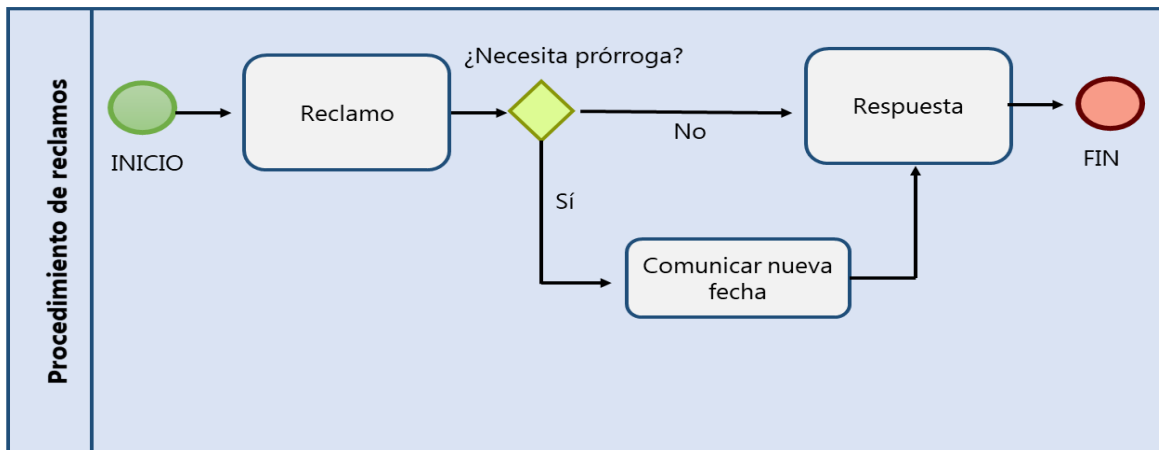 Procedimiento de reclamos
INICIO
Reclamo
¿Necesita prórroga?
No
Sí
Comunicar nueva
fecha
Respuesta
FIN